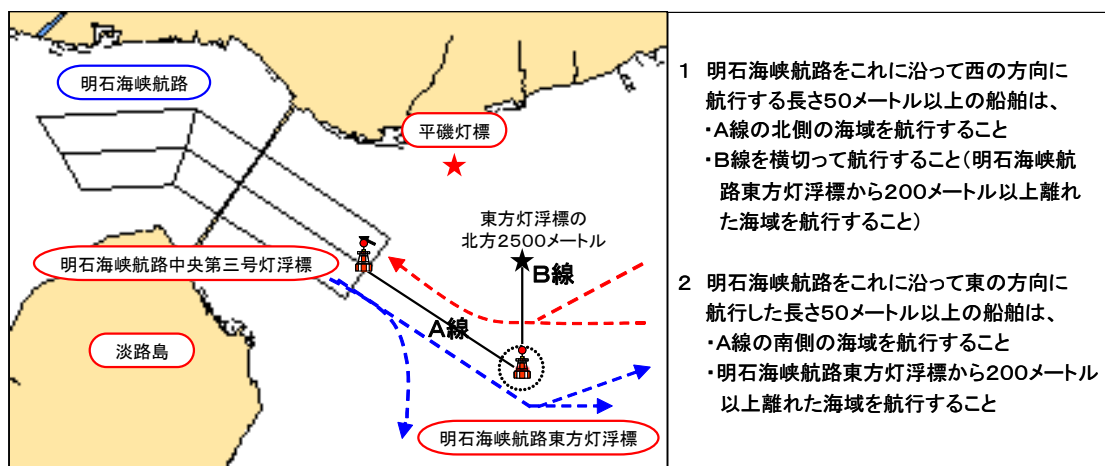 明石海峡航路
平磯灯標
東方灯浮標の
北方2500メートル
B線
明石海峡航路中央第三号灯浮標
A線
淡路島
明石海峡航路東方灯浮標
1 明石海峡航路をこれに沿って西の方向に
航行する長さ50メートル以上の船舶は、
・A線の北側の海域を航行すること
・B線を横切って航行すること(明石海峡航
路東方灯浮標から200メートル以上離れ
た海域を航行すること)
2 明石海峡航路をこれに沿って東の方向に
航行した長さ50メートル以上の船舶は、
・A線の南側の海域を航行すること
・明石海峡航路東方灯浮標から200メートル
以上離れた海域を航行すること